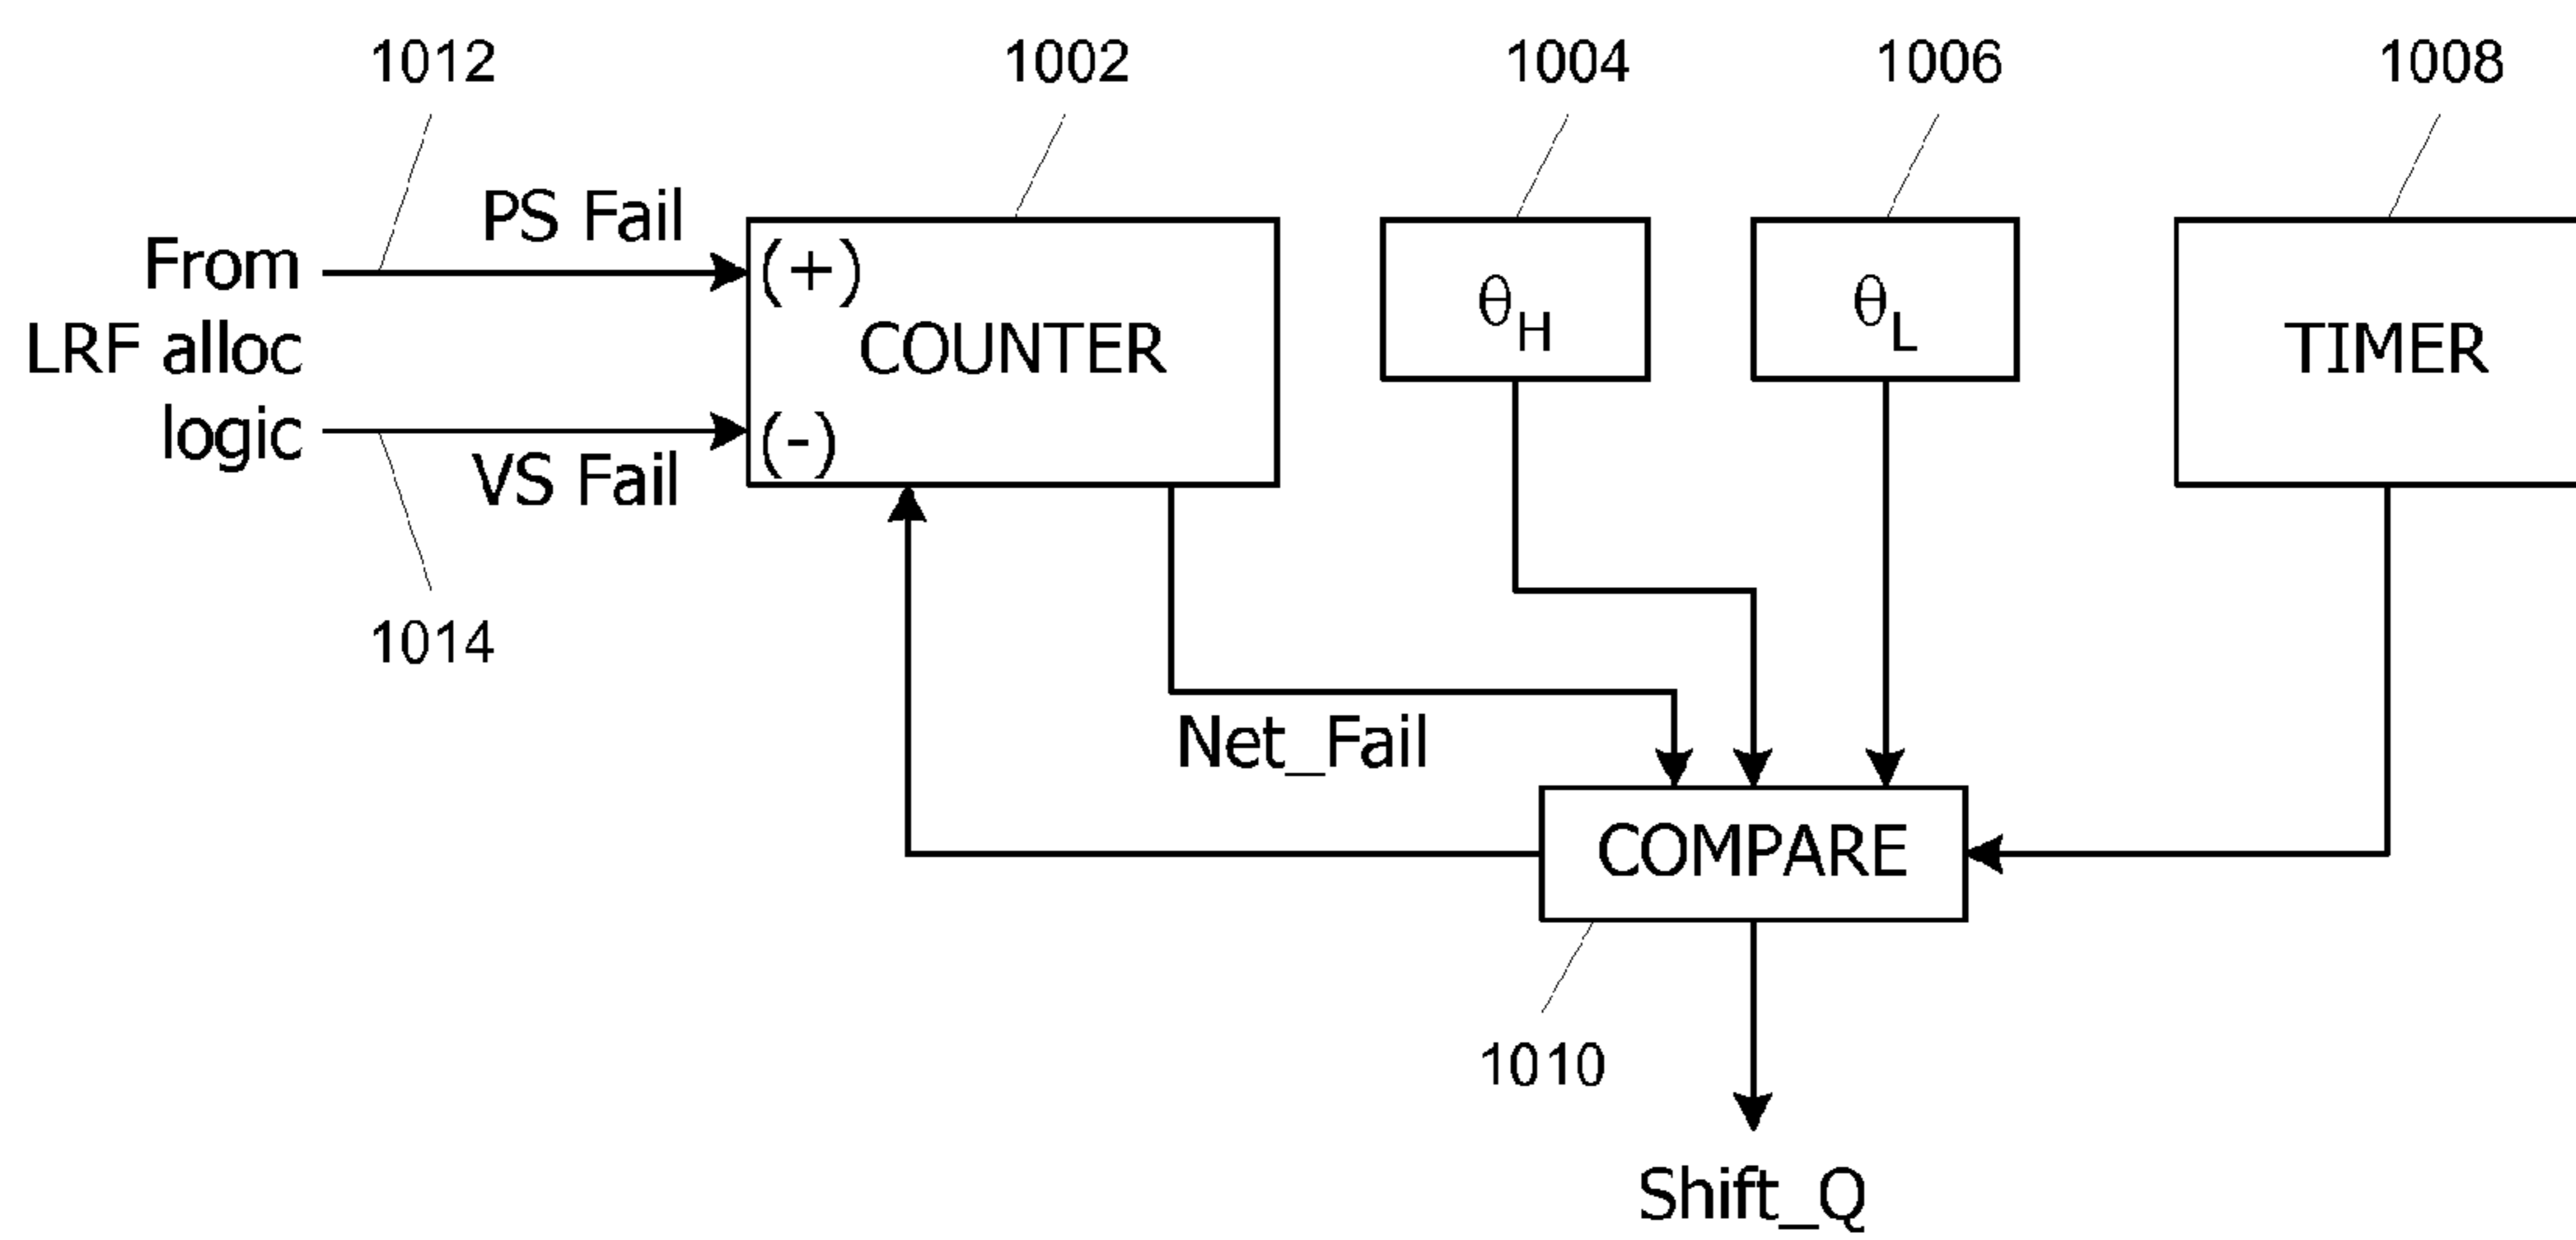 1012
1002
1004
1006
1008
PS Fail
From
LRF alloc
logic
(+)
COUNTER
(-)
VS Fail
θH
θL
TIMER
1014
Net_Fail
COMPARE
1010
Shift_Q